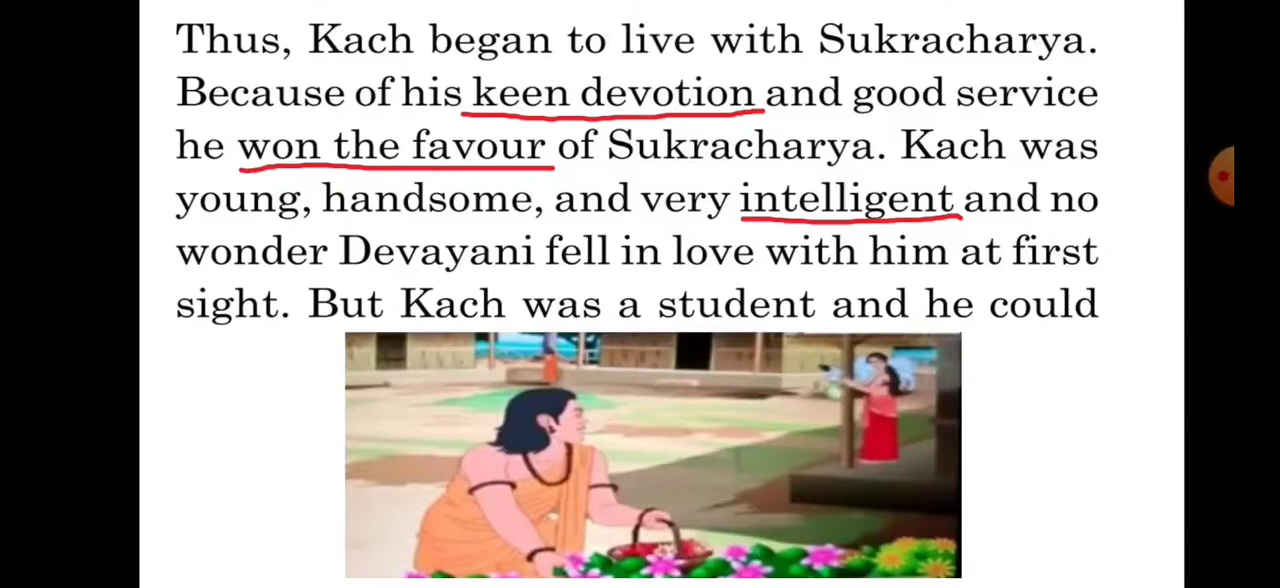 Thus, Kach began to live with Sukracharya.
Because of his keen devotion and good service
he won the favour of Sukracharya. Kach was
young, handsome, and very intelligent and no
wonder Devayani fell in love with him at first
sight. But Kach was a student and he could